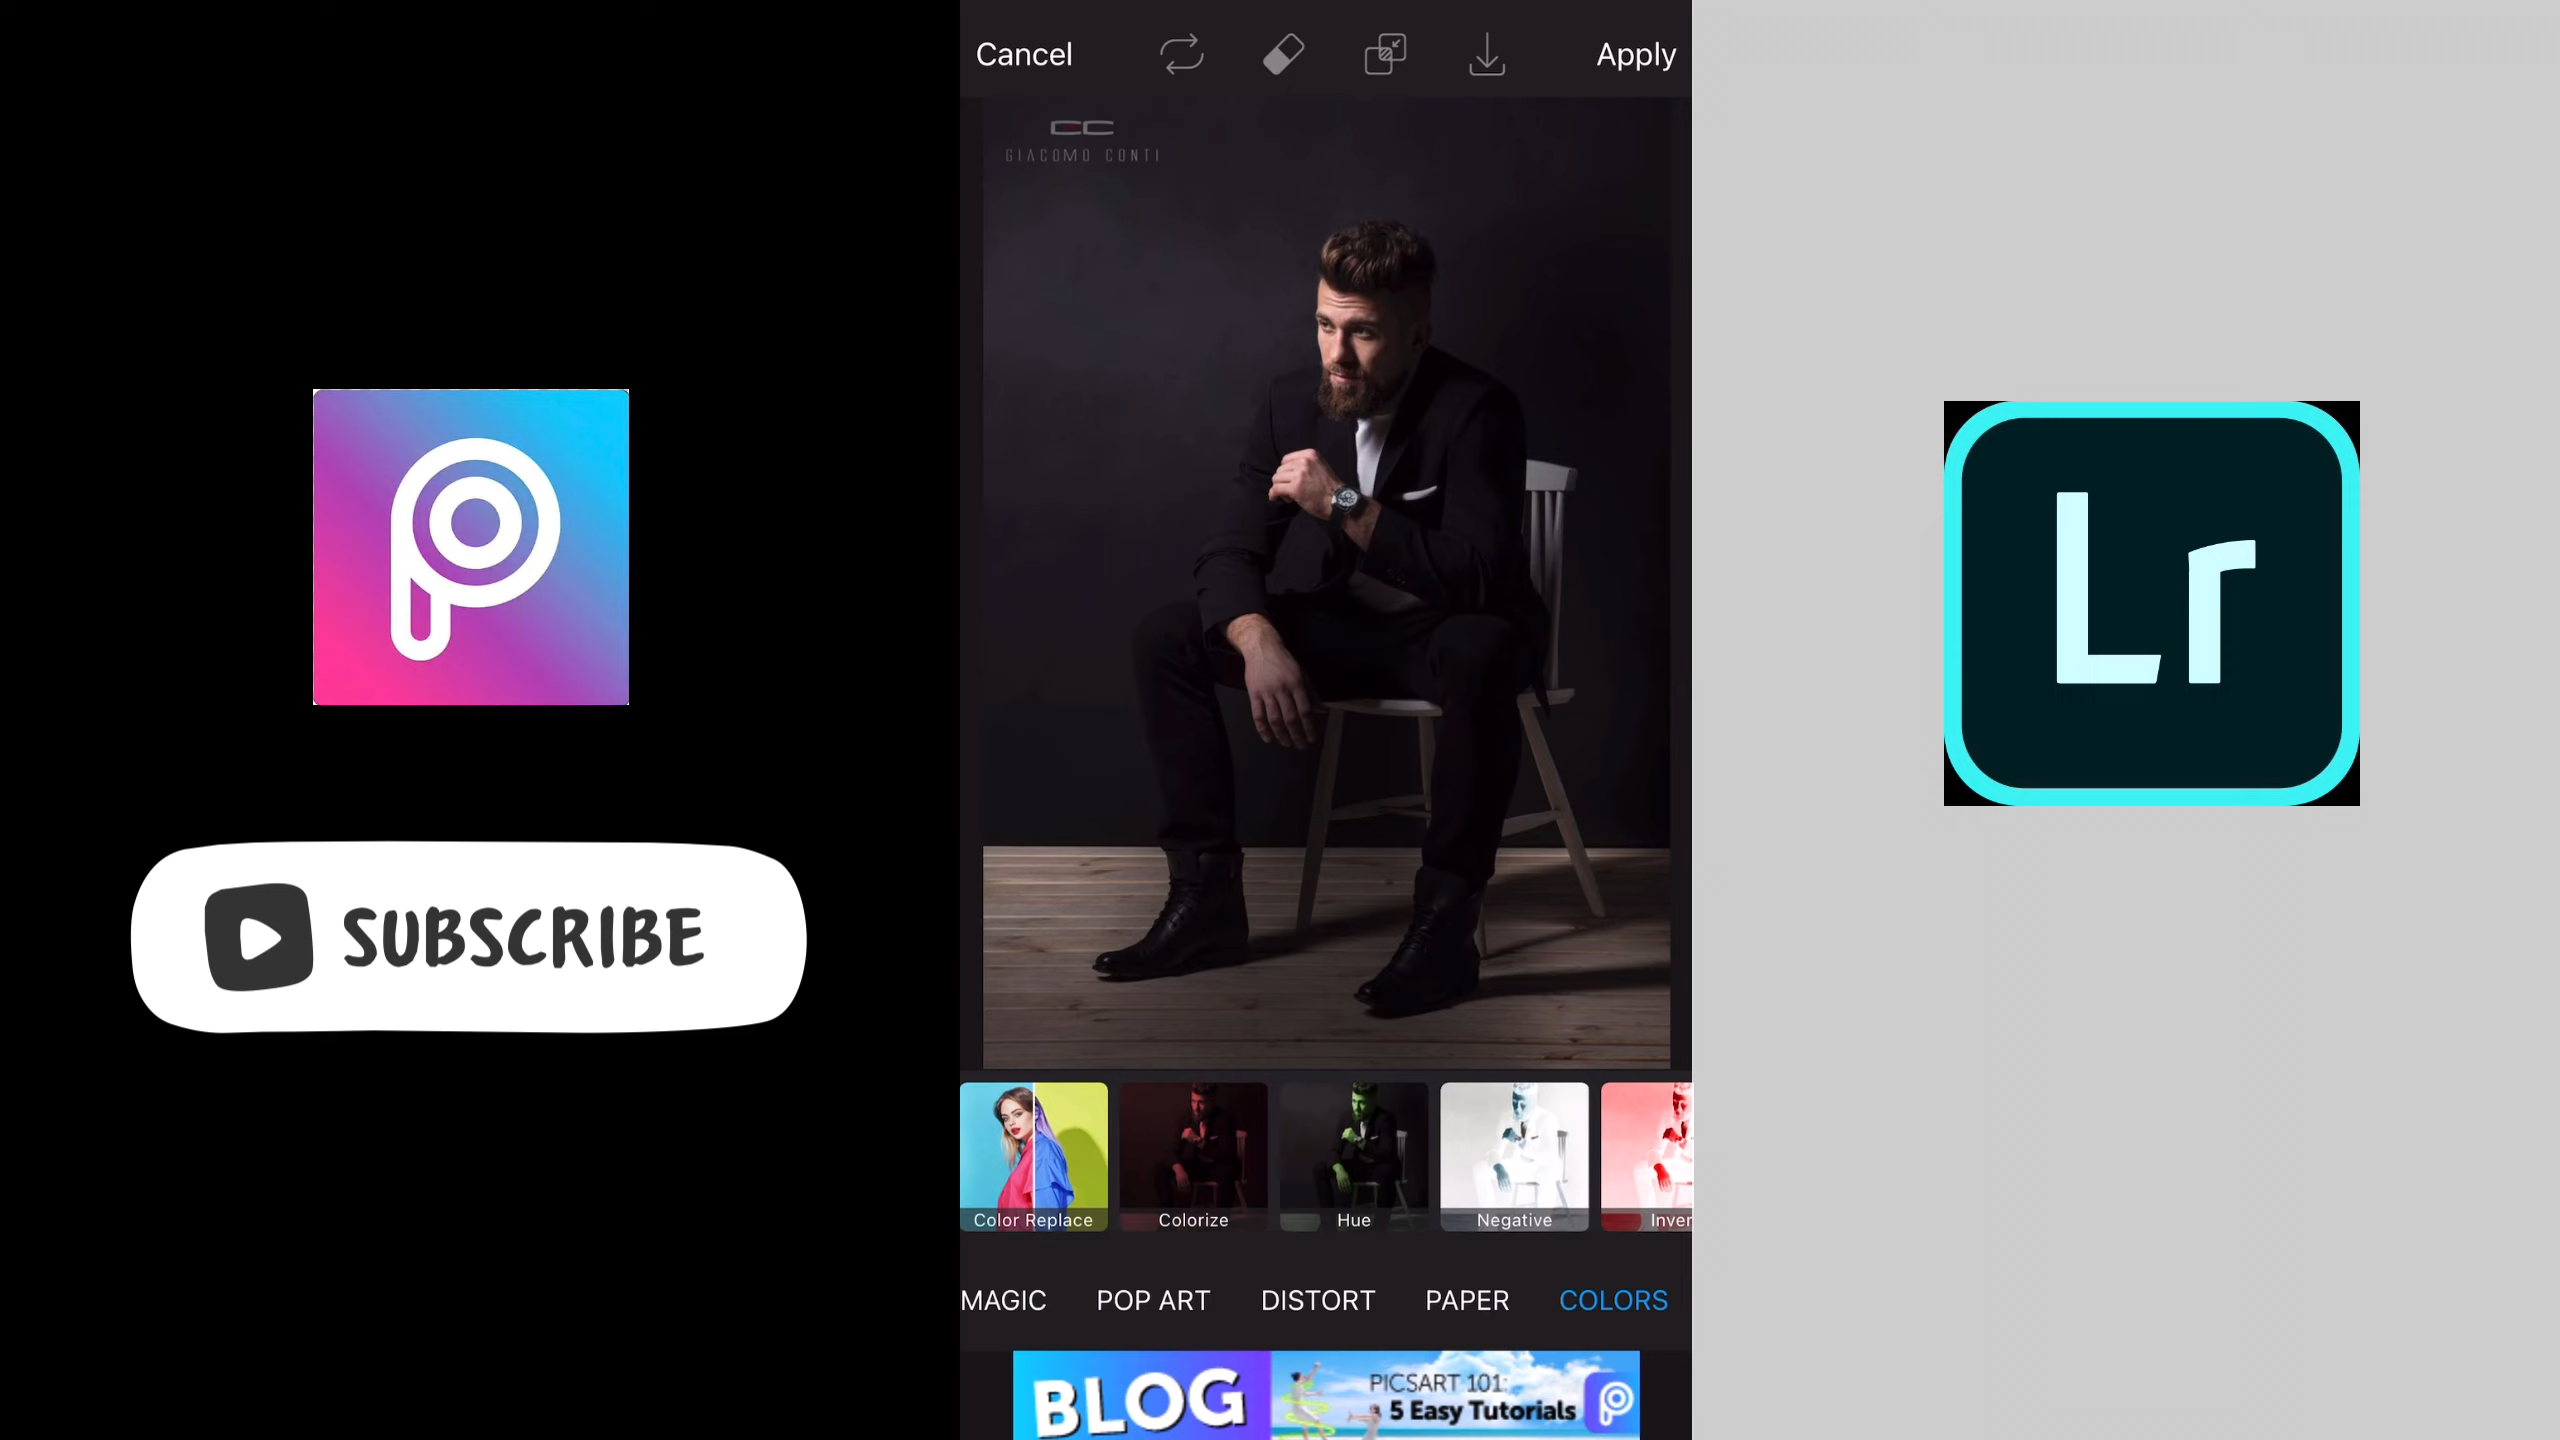 Cancel
Apply
GIACOMO CONTI
SUBSCRIBE
Lr
Color Replace
Colorize
Hue
Negative
Inver
MAGIC
POP ART
DISTORT
PAPER
COLORS
BLOG
PICSART 101:
5 Easy Tutorials